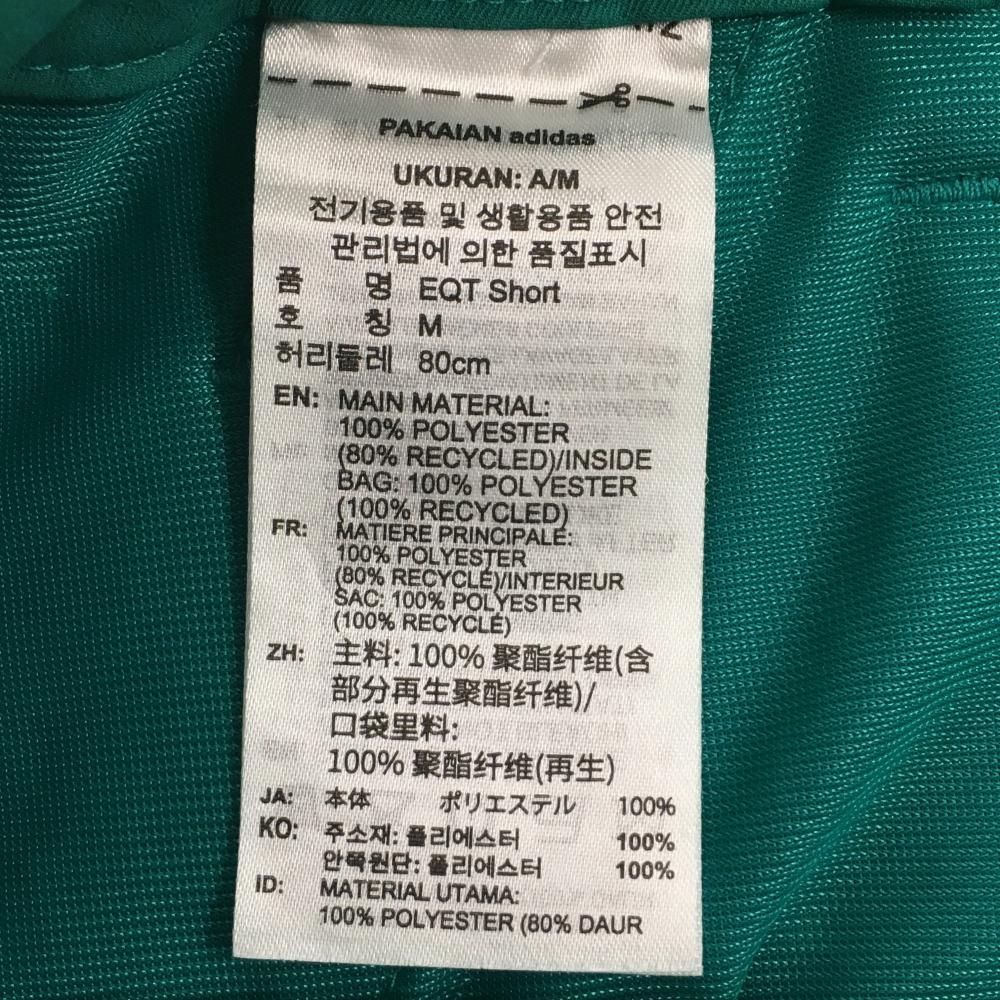 PAKAIAN adidas
UKURAN: A/M
전기용품 및 생활용품 안전
관리법에 의한 품질표시
품 명 EQT Short
호 칭 M
허리둘레 80cm
EN: MAIN MATERIAL:
100% POLYESTER
(80% RECYCLED)/INSIDE
BAG: 100% POLYESTER
(100% RECYCLED)
FR: MATIERE PRINCIPALE:
100% POLYESTER
(80% RECYCLÉ)/INTERIEUR
SAC: 100% POLYESTER
(100% RECYCLÉ)
ZH: 主料: 100% 聚酯纤维(含
部分再生聚酯纤维)/
口袋里料:
100% 聚酯纤维(再生)
JA: 本体 ポリエステル 100%
KO: 주소재: 폴리에스터 100%
안쪽원단: 폴리에스터 100%
ID: MATERIAL UTAMA:
100% POLYESTER (80% DAUR